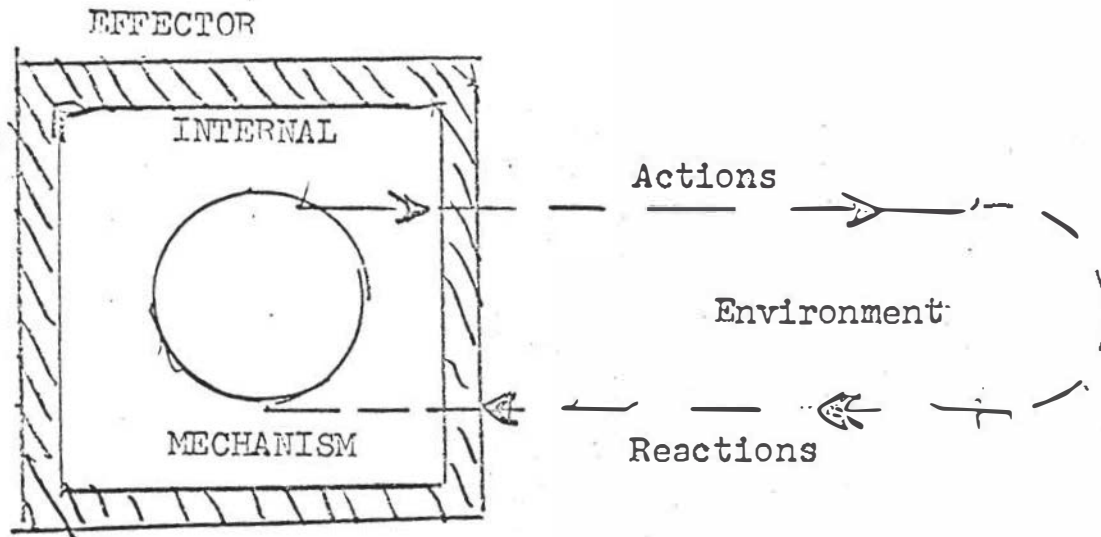 EFFECTOR
INTERNAL
Actions
Environment
MECHANISM
Reactions